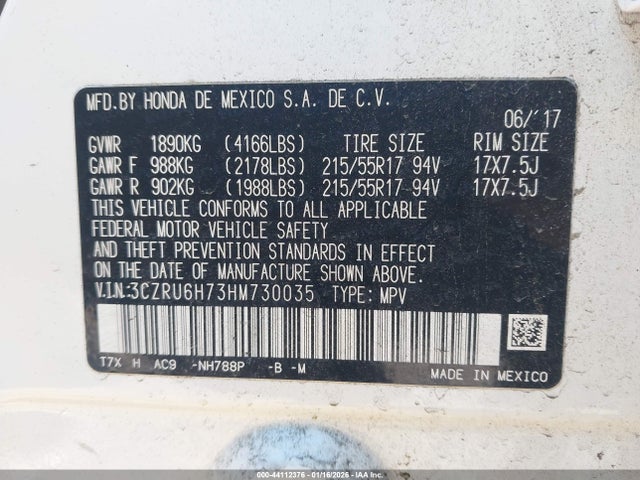 MFD.BY HONDA DE MEXICO S.A. DE C.V.
06/'17
GVWR 1890KG (4166LBS) TIRE SIZE RIM SIZE
GAWR F 988KG (2178LBS) 215/55R17 94V 17X7.5J
GAWR R 902KG (1988LBS) 215/55R17 94V 17X7.5J
THIS VEHICLE CONFORMS TO ALL APPLICABLE
FEDERAL MOTOR VEHICLE SAFETY
AND THEFT PREVENTION STANDARDS IN EFFECT
ON THE DATE OF MANUFACTURE SHOWN ABOVE.
V.I.N.:3CZRU6H73HM730035 TYPE: MPV
T7X H AC9 -NH788P -B -M
MADE IN MEXICO
000-44112376 - 01/16/2026 - IAA Inc.